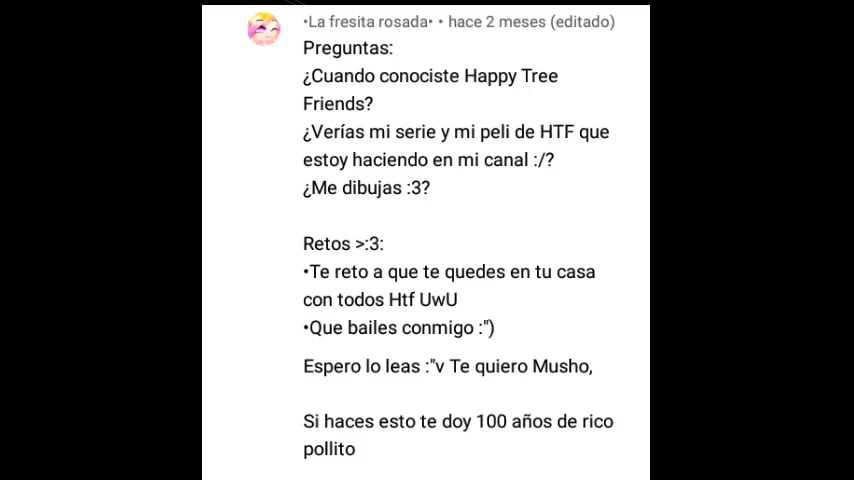 •La fresita rosada• • hace 2 meses (editado)
Preguntas:
¿Cuando conociste Happy Tree
Friends?
¿Verías mi serie y mi peli de HTF que
estoy haciendo en mi canal :/?
¿Me dibujas :3?
Retos >:3:
•Te reto a que te quedes en tu casa
con todos Htf UwU
•Que bailes conmigo :")
Espero lo leas :"v Te quiero Musho,
Si haces esto te doy 100 años de rico
pollito